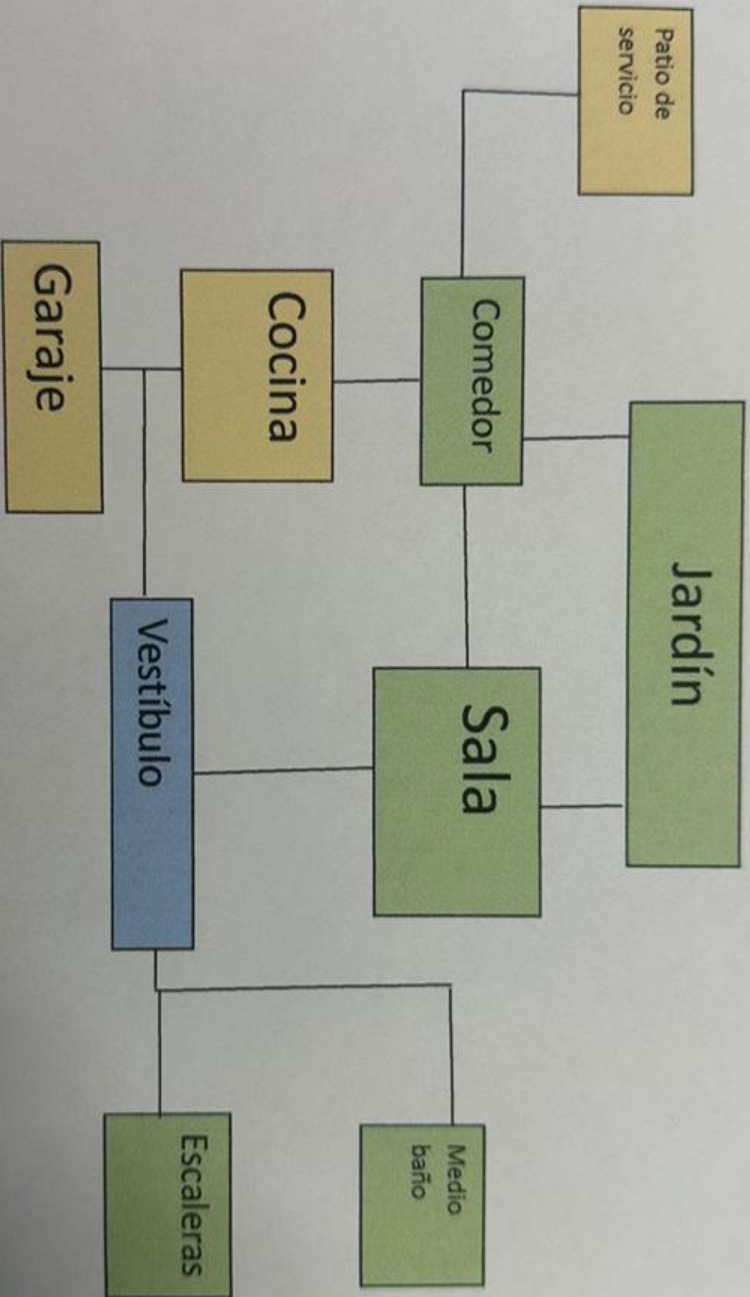 Jardín
Patio de
servicio
Comedor
Sala
Medio
baño
Cocina
Escaleras
Vestíbulo
Garaje